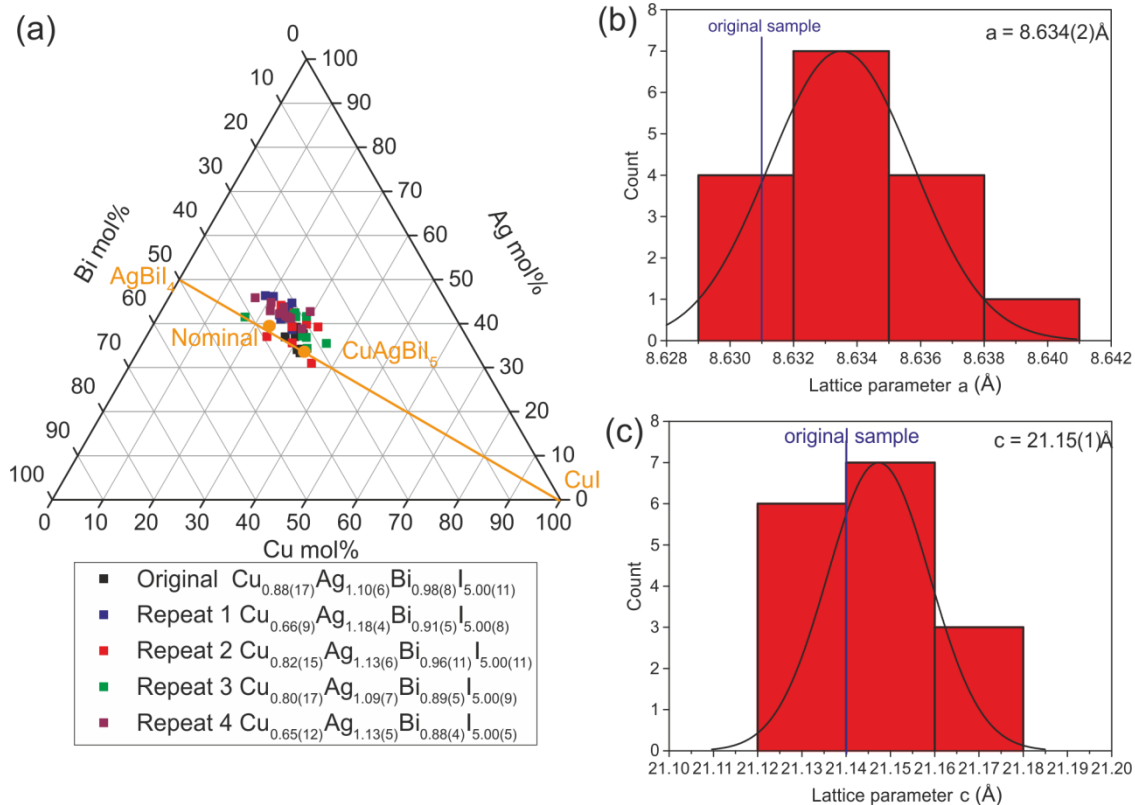 (a)
0
100
10
90
20
80
30
70
40
60
50
50
60
40
70
30
80
20
90
10
100
0
Bi mol%
Ag mol%
AgBiI₄
Nominal
CuAgBiI₅
CuI
0 10 20 30 40 50 60 70 80 90 100
Cu mol%
Original Cu₀.₈₈₍₁₇₎Ag₁.₁₀₍₆₎Bi₀.₉₈₍₈₎I₅.₀₀₍₁₁₎
Repeat 1 Cu₀.₆₆₍₉₎Ag₁.₁₈₍₄₎Bi₀.₉₁₍₅₎I₅.₀₀₍₈₎
Repeat 2 Cu₀.₈₂₍₁₅₎Ag₁.₁₃₍₆₎Bi₀.₉₆₍₁₁₎I₅.₀₀₍₁₁₎
Repeat 3 Cu₀.₈₀₍₁₇₎Ag₁.₀₉₍₇₎Bi₀.₈₉₍₅₎I₅.₀₀₍₉₎
Repeat 4 Cu₀.₆₅₍₁₂₎Ag₁.₁₃₍₅₎Bi₀.₈₈₍₄₎I₅.₀₀₍₅₎
(b)
original sample
a = 8.634(2)Å
8
7
6
5
4
3
2
1
0
Count
8.628 8.630 8.632 8.634 8.636 8.638 8.640 8.642
Lattice parameter a (Å)
(c)
original sample
c = 21.15(1)Å
8
7
6
5
4
3
2
1
0
Count
21.10 21.11 21.12 21.13 21.14 21.15 21.16 21.17 21.18 21.19 21.20
Lattice parameter c (Å)